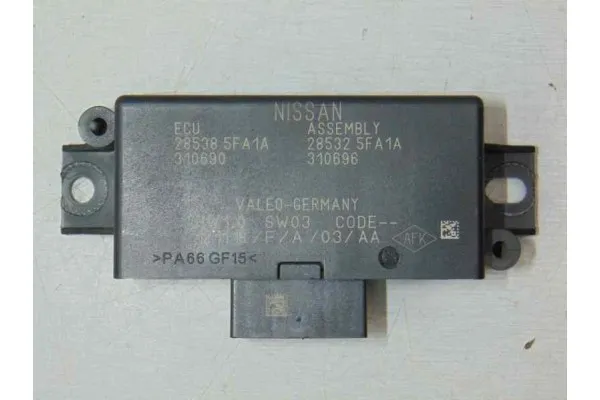 NISSAN
ECU ASSEMBLY
28538 5FA1A 28532 5FA1A
310690 310696
VALEO-GERMANY
SW03 CODE--
/F/A/03/AA AFK
>PA66 GF15<